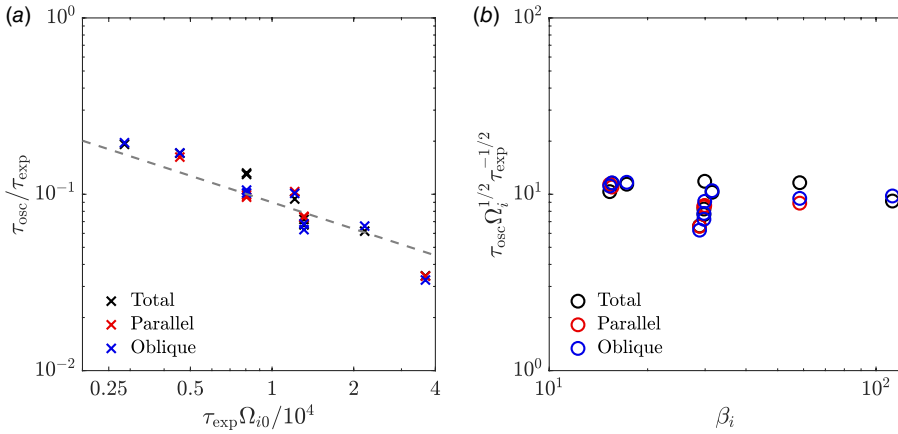 (a)
10^0
10^{-1}
10^{-2}
τ_osc/τ_exp
0.25 0.5 1 2 4
τ_exp Ω_{i0}/10^4
Total
Parallel
Oblique
(b)
10^2
10^1
10^0
τ_osc Ω_i^{1/2} τ_exp^{-1/2}
10^1 10^2
β_i
Total
Parallel
Oblique